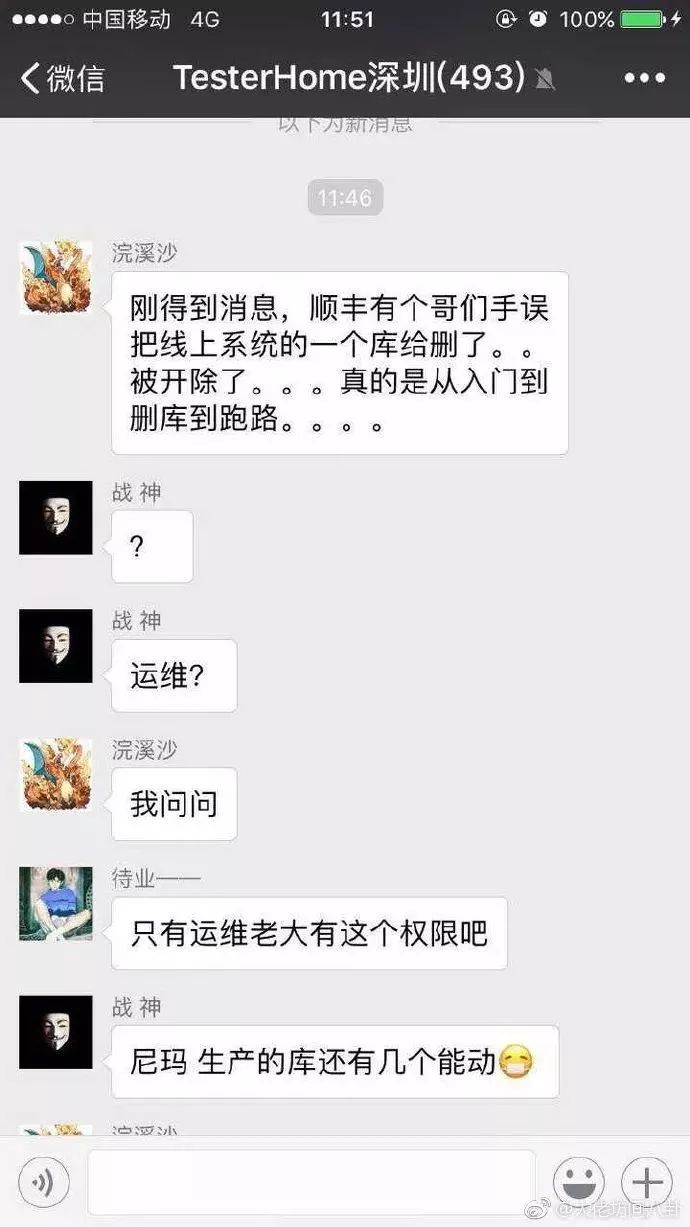 中国移动 4G 11:51 100%
微信 TesterHome深圳(493)
以下为新消息
11:46
浣溪沙
刚得到消息，顺丰有个哥们手误
把线上系统的一个库给删了。。
被开除了。。。真的是从入门到
删库到跑路。。。。
战 神
?
战 神
运维?
浣溪沙
我问问
待业——
只有运维老大有这个权限吧
战 神
尼玛 生产的库还有几个能动😷
浣溪沙
@大佬坊间八卦